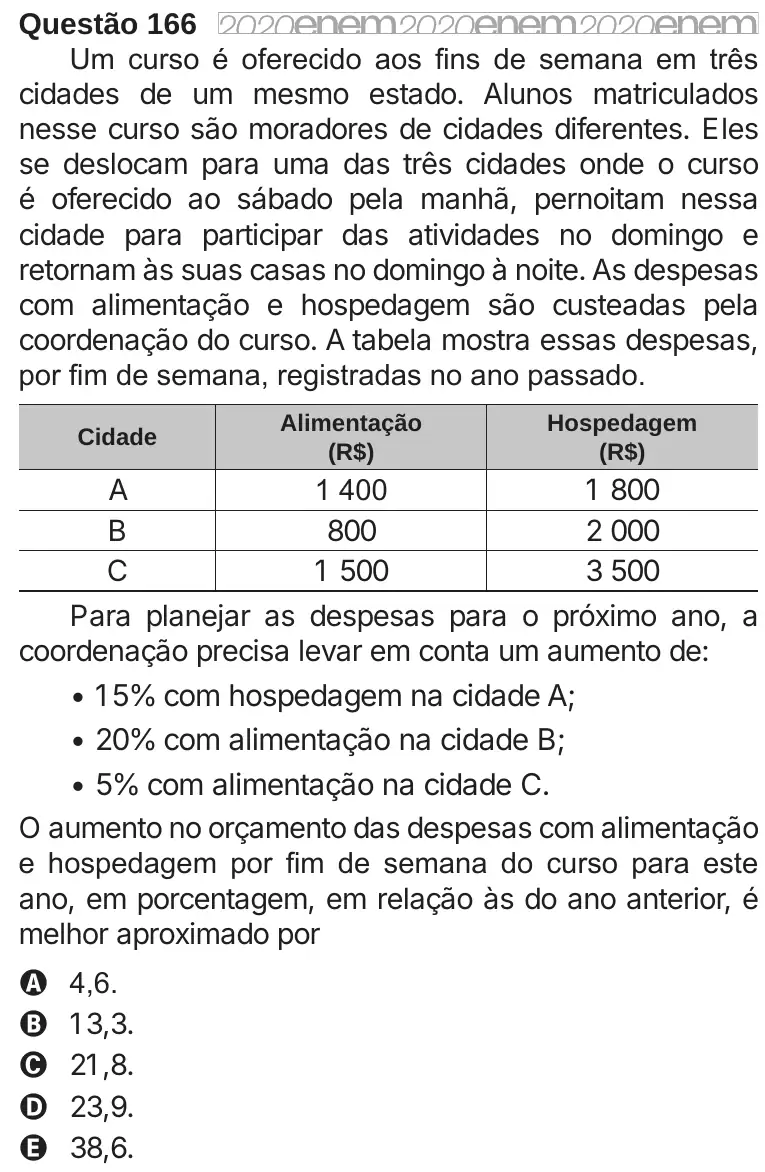 Questão 166 2020enem2020enem2020enem
Um curso é oferecido aos fins de semana em três
cidades de um mesmo estado. Alunos matriculados
nesse curso são moradores de cidades diferentes. Eles
se deslocam para uma das três cidades onde o curso
é oferecido ao sábado pela manhã, pernoitam nessa
cidade para participar das atividades no domingo e
retornam às suas casas no domingo à noite. As despesas
com alimentação e hospedagem são custeadas pela
coordenação do curso. A tabela mostra essas despesas,
por fim de semana, registradas no ano passado.
Cidade Alimentação (R$) Hospedagem (R$)
A 1 400 1 800
B 800 2 000
C 1 500 3 500
Para planejar as despesas para o próximo ano, a
coordenação precisa levar em conta um aumento de:
• 15% com hospedagem na cidade A;
• 20% com alimentação na cidade B;
• 5% com alimentação na cidade C.
O aumento no orçamento das despesas com alimentação
e hospedagem por fim de semana do curso para este
ano, em porcentagem, em relação às do ano anterior, é
melhor aproximado por
A 4,6.
B 13,3.
C 21,8.
D 23,9.
E 38,6.